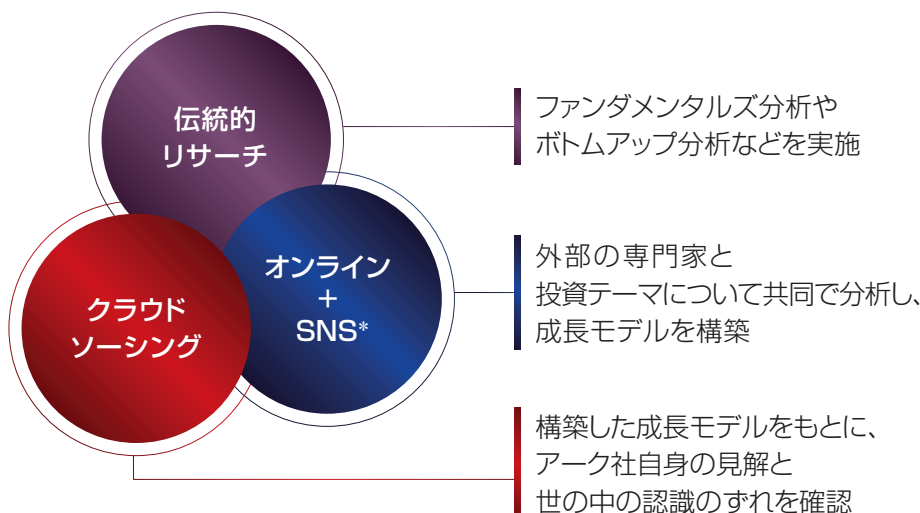 伝統的
リサーチ
ファンダメンタルズ分析や
ボトムアップ分析などを実施
オンライン
+
SNS*
外部の専門家と
投資テーマについて共同で分析し、
成長モデルを構築
クラウド
ソーシング
構築した成長モデルをもとに、
アーク社自身の見解と
世の中の認識のずれを確認